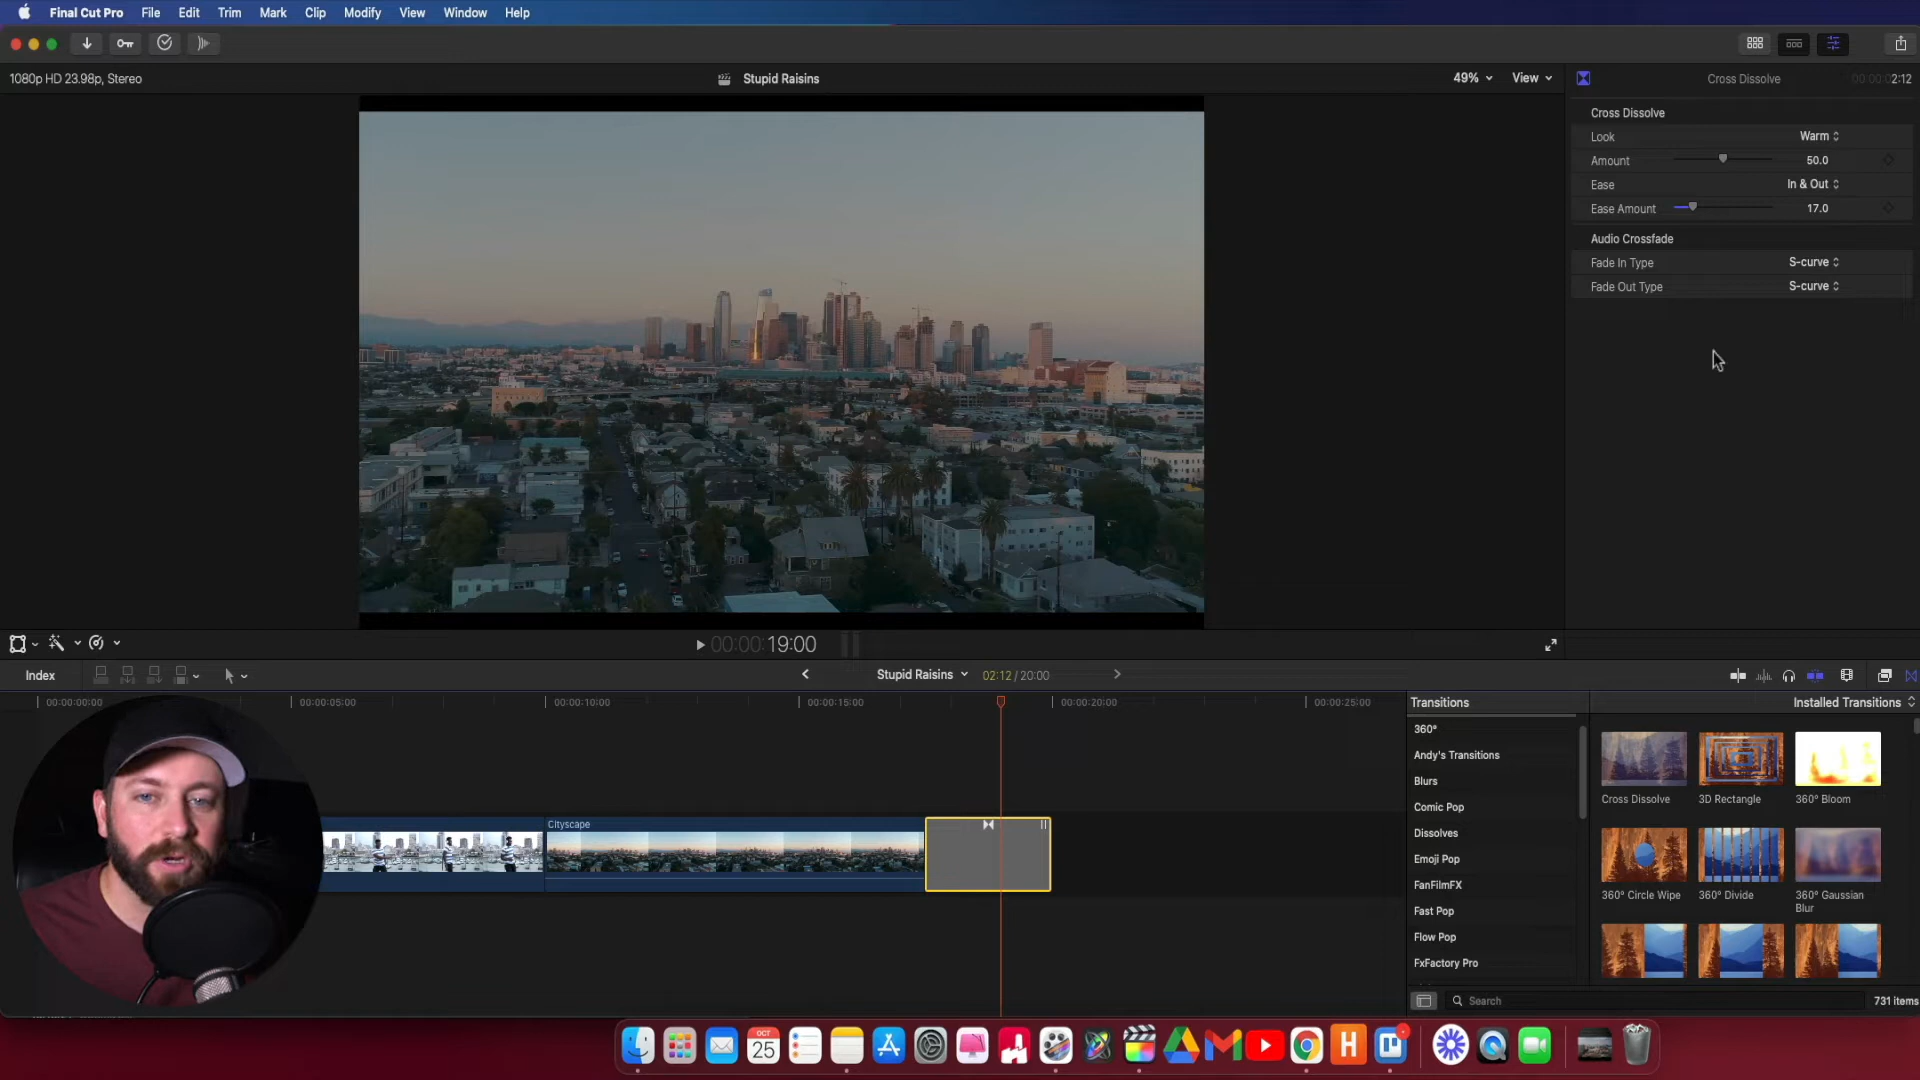 Final Cut Pro File Edit Trim Mark Clip Modify View Window Help
1080p HD 23.98p, Stereo
Stupid Raisins
49% View
Cross Dissolve
00:00:02:12
Cross Dissolve
Look Warm
Amount 50.0
Ease In & Out
Ease Amount 17.0
Audio Crossfade
Fade In Type S-curve
Fade Out Type S-curve
00:00:19:00
Index
Stupid Raisins 02:12 / 20:00
00:00:00:00 00:00:05:00 00:00:10:00 00:00:15:00 00:00:20:00 00:00:25:00
Cityscape
Transitions
Installed Transitions
360°
Andy's Transitions
Blurs
Comic Pop
Dissolves
Emoji Pop
FanFilmFX
Fast Pop
Flow Pop
FxFactory Pro
Cross Dissolve 3D Rectangle 360° Bloom
360° Circle Wipe 360° Divide 360° Gaussian
Blur
Search
731 items
OCT
25
H